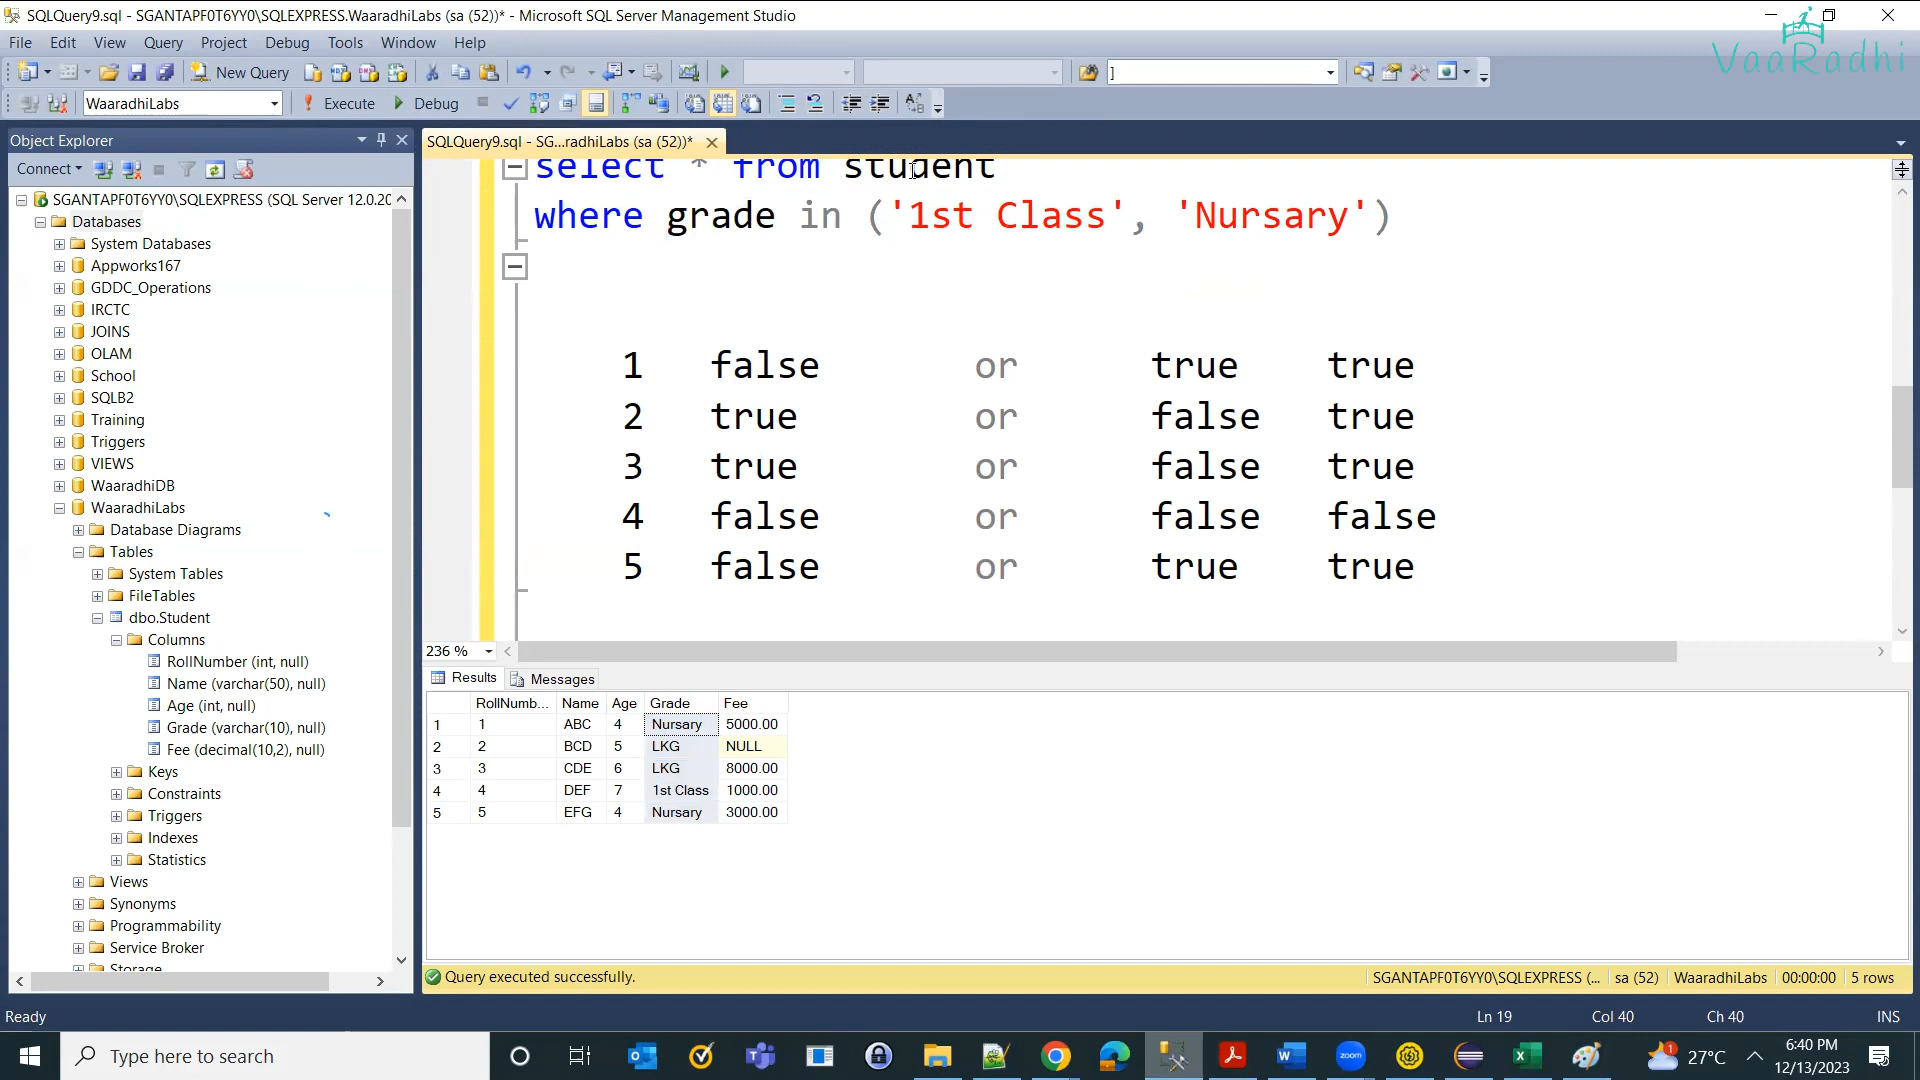 SQLQuery9.sql - SGANTAPF0T6YY0\SQLEXPRESS.WaaradhiLabs (sa (52))* - Microsoft SQL Server Management Studio
VaaRadhi
File Edit View Query Project Debug Tools Window Help
New Query
]
WaaradhiLabs
Execute
Debug
Object Explorer
SQLQuery9.sql - SG...radhiLabs (sa (52))*
Connect
SGANTAPF0T6YY0\SQLEXPRESS (SQL Server 12.0.20
Databases
System Databases
Appworks167
GDDC_Operations
IRCTC
JOINS
OLAM
School
SQLB2
Training
Triggers
VIEWS
WaaradhiDB
WaaradhiLabs
Database Diagrams
Tables
System Tables
FileTables
dbo.Student
Columns
RollNumber (int, null)
Name (varchar(50), null)
Age (int, null)
Grade (varchar(10), null)
Fee (decimal(10,2), null)
Keys
Constraints
Triggers
Indexes
Statistics
Views
Synonyms
Programmability
Service Broker
Storage
select * from student
where grade in ('1st Class', 'Nursary')
1 false or true true
2 true or false true
3 true or false true
4 false or false false
5 false or true true
236 %
Results Messages
RollNumb... Name Age Grade Fee
1 1 ABC 4 Nursary 5000.00
2 2 BCD 5 LKG NULL
3 3 CDE 6 LKG 8000.00
4 4 DEF 7 1st Class 1000.00
5 5 EFG 4 Nursary 3000.00
Query executed successfully.
SGANTAPF0T6YY0\SQLEXPRESS (... sa (52) WaaradhiLabs 00:00:00 5 rows
Ready
Ln 19 Col 40 Ch 40 INS
Type here to search
zoom
1
27°C
6:40 PM
12/13/2023